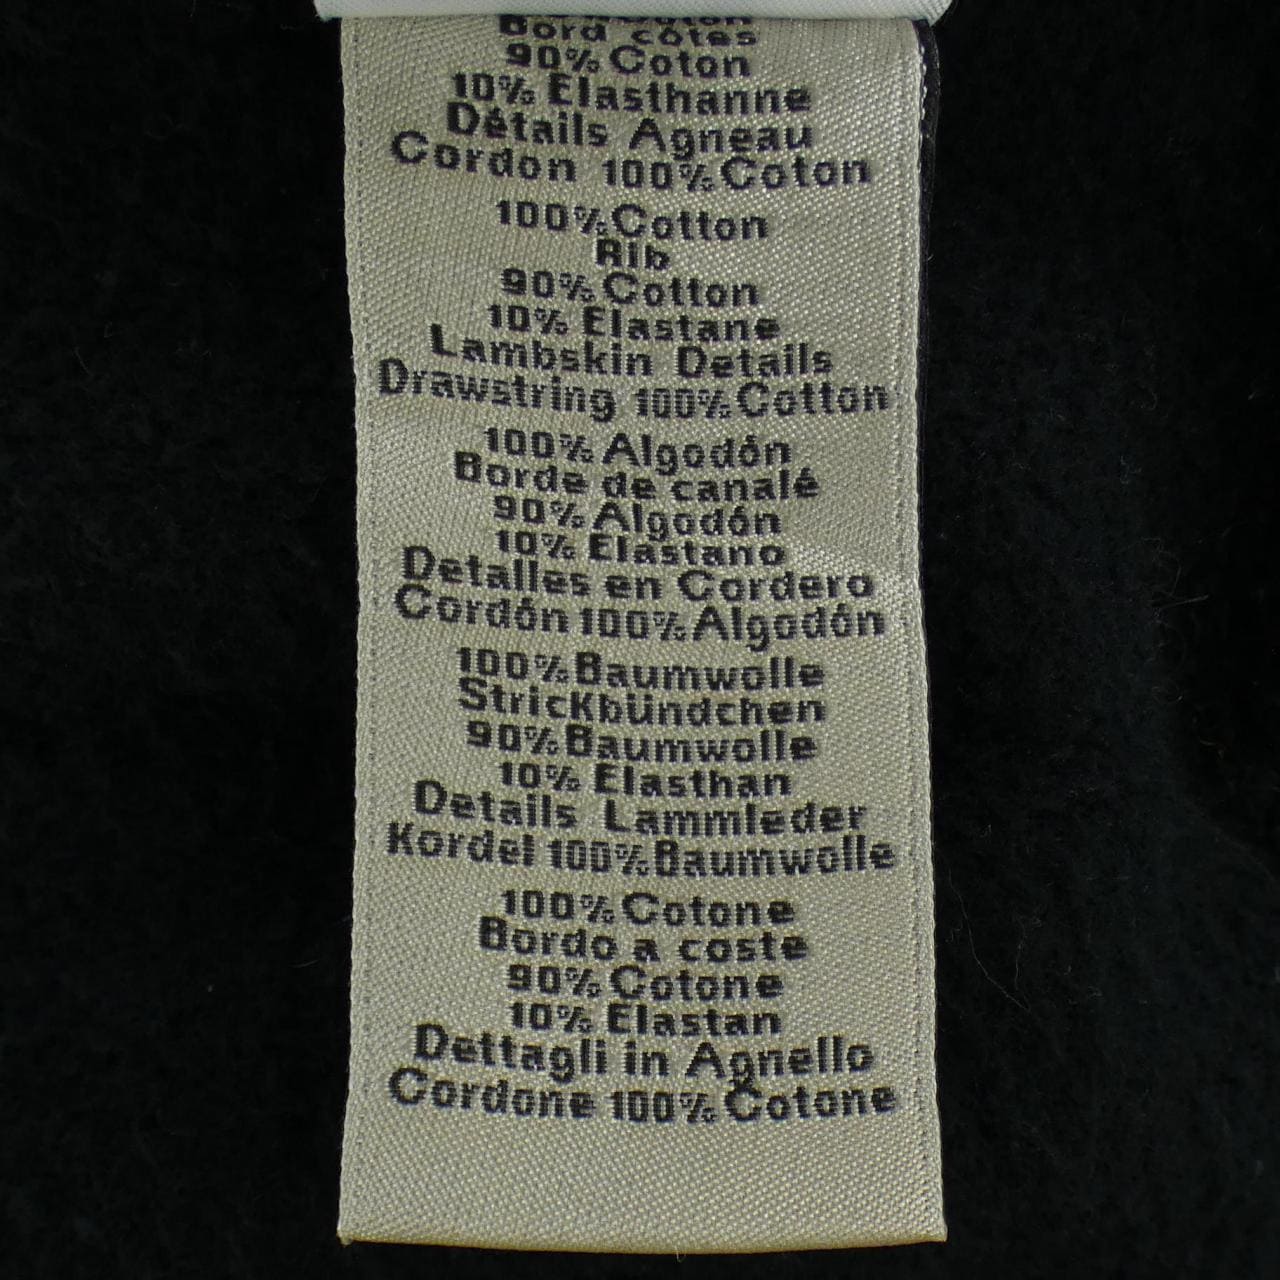 Bord côtes
90% Coton
10% Elasthanne
Détails Agneau
Cordon 100% Coton
100% Cotton
Rib
90% Cotton
10% Elastane
Lambskin Details
Drawstring 100% Cotton
100% Algodón
Borde de canalé
90% Algodón
10% Elastano
Detalles en Cordero
Cordón 100% Algodón
100% Baumwolle
Strickbündchen
90% Baumwolle
10% Elasthan
Details Lammleder
Kordel 100% Baumwolle
100% Cotone
Bordo a coste
90% Cotone
10% Elastan
Dettagli in Agnello
Cordone 100% Cotone